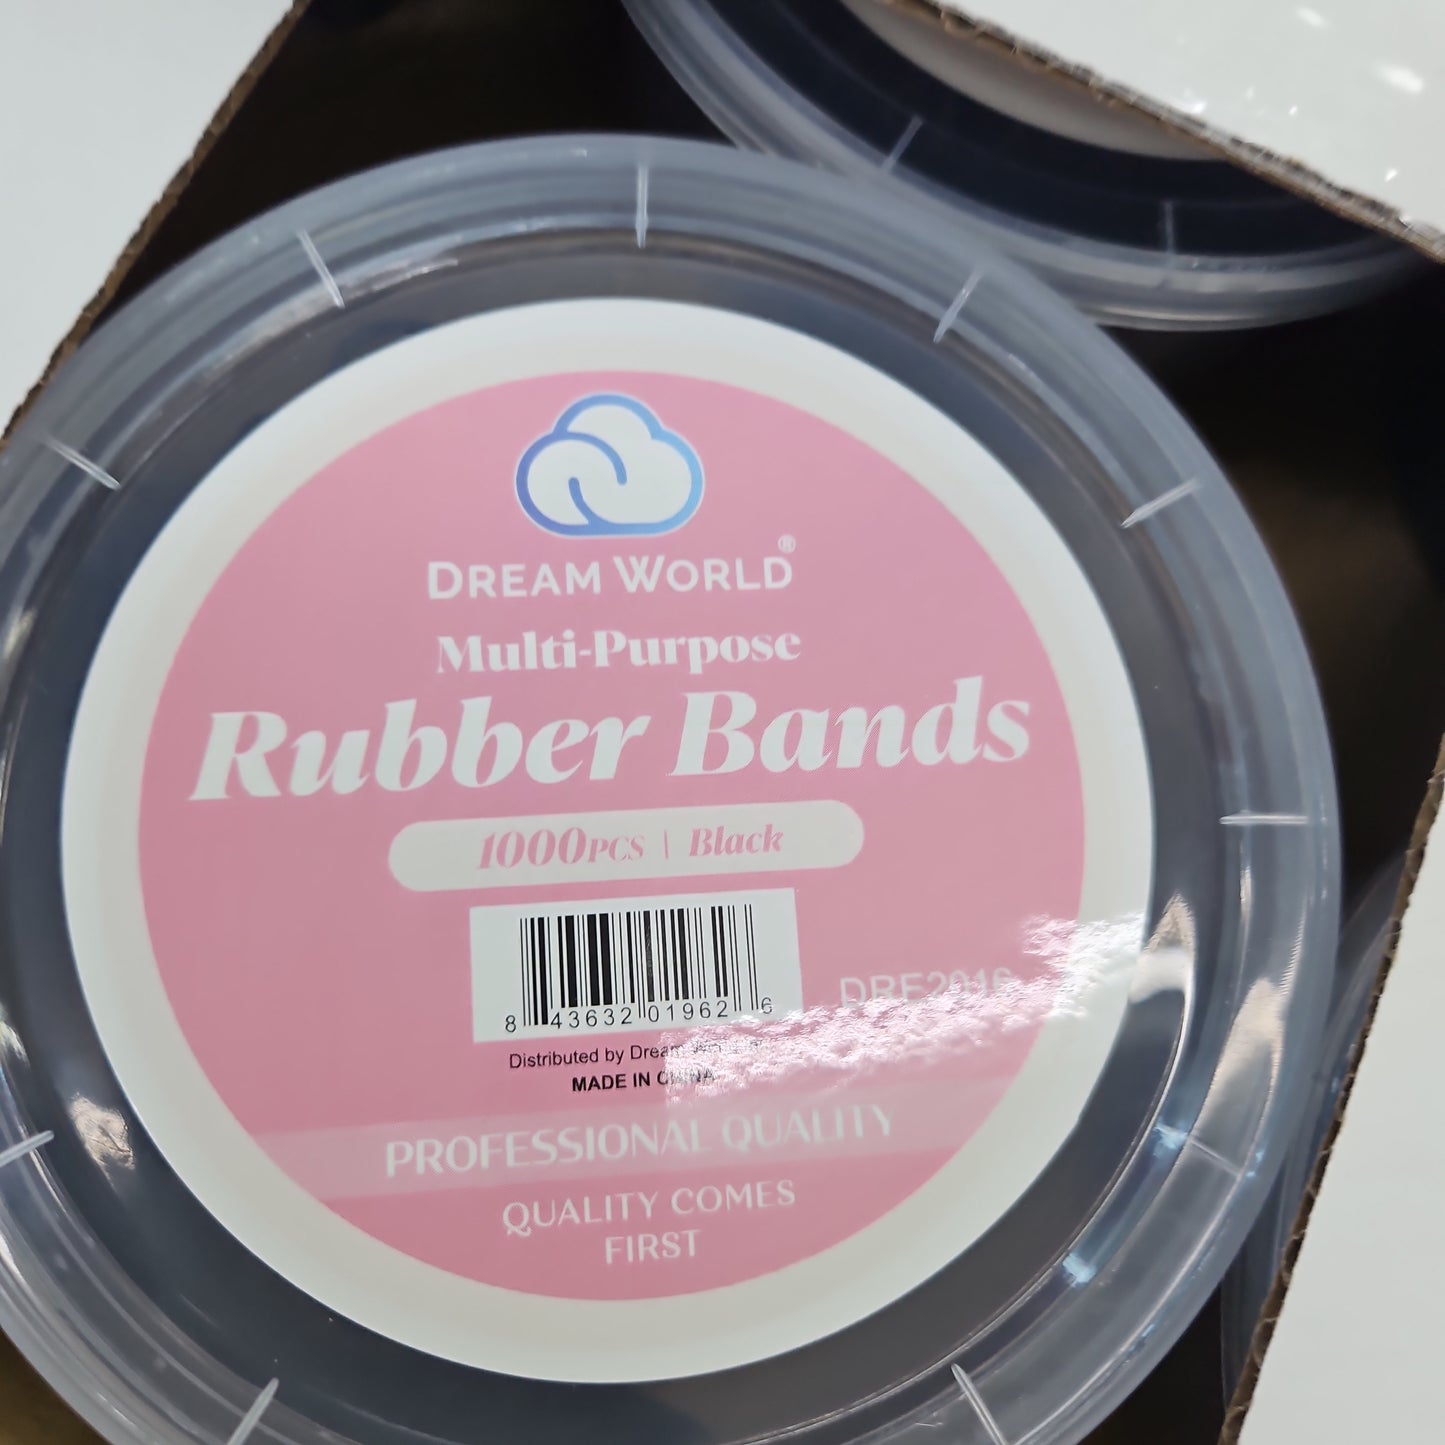 DREAM WORLD®
Multi-Purpose
Rubber Bands
1000PCS | Black
8 43632 01962 6
Distributed by Dream
MADE IN CHINA
PROFESSIONAL QUALITY
QUALITY COMES
FIRST